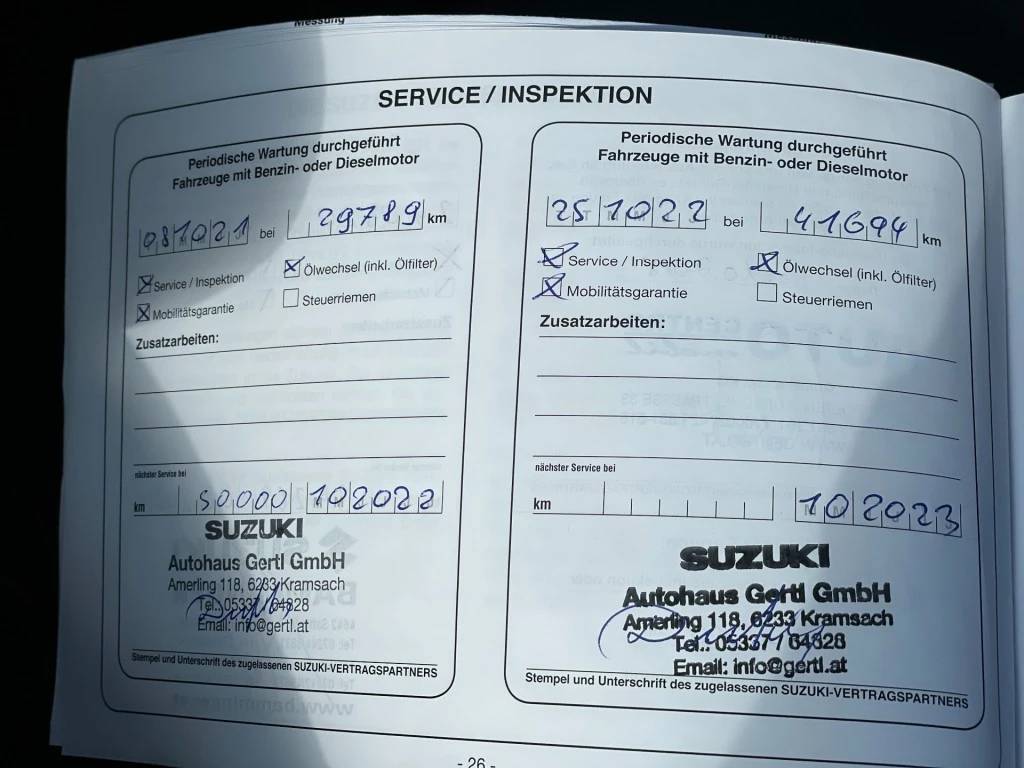 Messung
SERVICE / INSPEKTION
Periodische Wartung durchgeführt
Fahrzeuge mit Benzin- oder Dieselmotor
081021 bei 29789 km
Service / Inspektion
Ölwechsel (inkl. Ölfilter)
Mobilitätsgarantie
Steuerriemen
Zusatzarbeiten:
nächster Service bei
km 50000 102022
SUZUKI
Autohaus Gertl GmbH
Amerling 118, 6233 Kramsach
Tel.: 05337 / 64828
Email: info@gertl.at
Stempel und Unterschrift des zugelassenen SUZUKI-VERTRAGSPARTNERS
Periodische Wartung durchgeführt
Fahrzeuge mit Benzin- oder Dieselmotor
251022 bei 41694 km
Service / Inspektion
Ölwechsel (inkl. Ölfilter)
Mobilitätsgarantie
Steuerriemen
Zusatzarbeiten:
nächster Service bei
km 102023
SUZUKI
Autohaus Gertl GmbH
Amerling 118, 6233 Kramsach
Tel.: 05337 / 64828
Email: info@gertl.at
Stempel und Unterschrift des zugelassenen SUZUKI-VERTRAGSPARTNERS
- 26 -